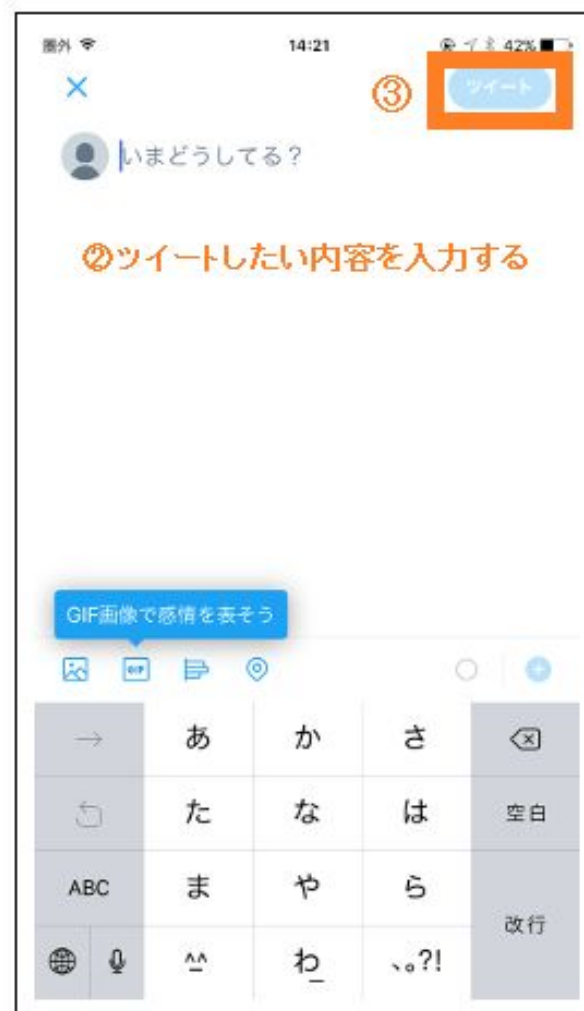 圏外 14:21 42%
③ ツイート
いまどうしてる？
②ツイートしたい内容を入力する
GIF画像で感情を表そう
GIF
→ あ か さ
た な は 空白
ABC ま や ら
改行
^^ わ_ 、。?!